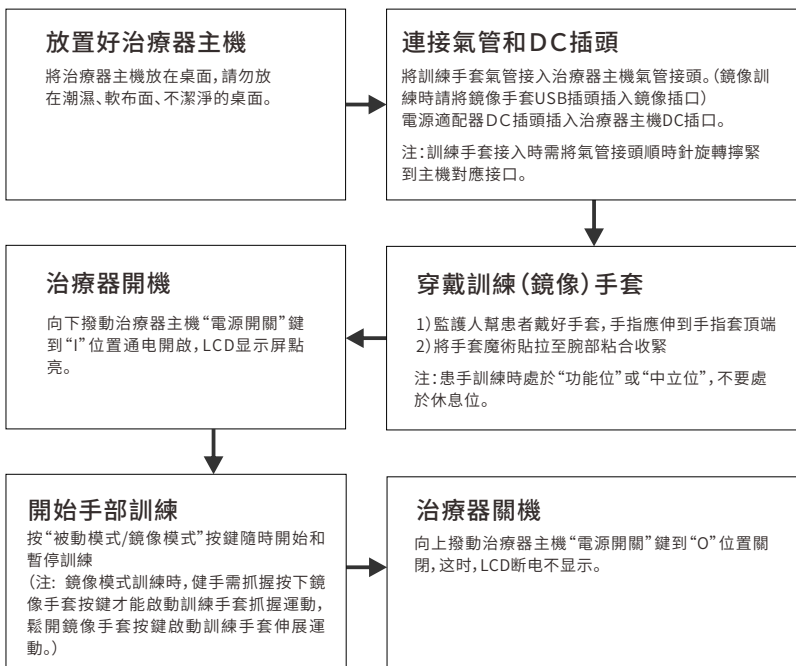 放置好治療器主機
將治療器主機放在桌面，請勿放
在潮濕、軟布面、不潔淨的桌面。
連接氣管和DC插頭
將訓練手套氣管接入治療器主機氣管接頭。(鏡像訓
練時請將鏡像手套USB插頭插入鏡像插口)
電源適配器DC插頭插入治療器主機DC插口。
注：訓練手套接入時需將氣管接頭順時針旋轉擰緊
到主機對應接口。
穿戴訓練(鏡像)手套
1)監護人幫患者戴好手套，手指應伸到手指套頂端
2)將手套魔術貼拉至腕部粘合收緊
注：患手訓練時處於“功能位”或“中立位”，不要處
於休息位。
治療器開機
向下撥動治療器主機“電源開關”鍵
到“I”位置通电開啟，LCD显示屏點
亮。
開始手部訓練
按“被動模式/鏡像模式”按鍵隨時開始和
暫停訓練
(注: 鏡像模式訓練時，健手需抓握按下鏡
像手套按鍵才能啟動訓練手套抓握運動，
鬆開鏡像手套按鍵啟動訓練手套伸展運
動。)
治療器關機
向上撥動治療器主機“電源開關”鍵到“O”位置關
閉，这时，LCD断电不显示。